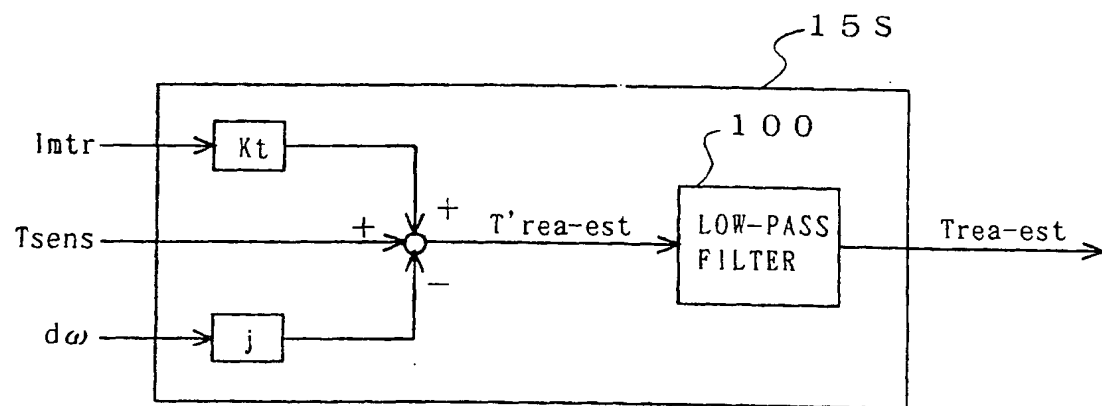 15S
100
Imtr
Kt
+
Tsens
+
T'rea-est
LOW-PASS
FILTER
Trea-est
−
dω
j